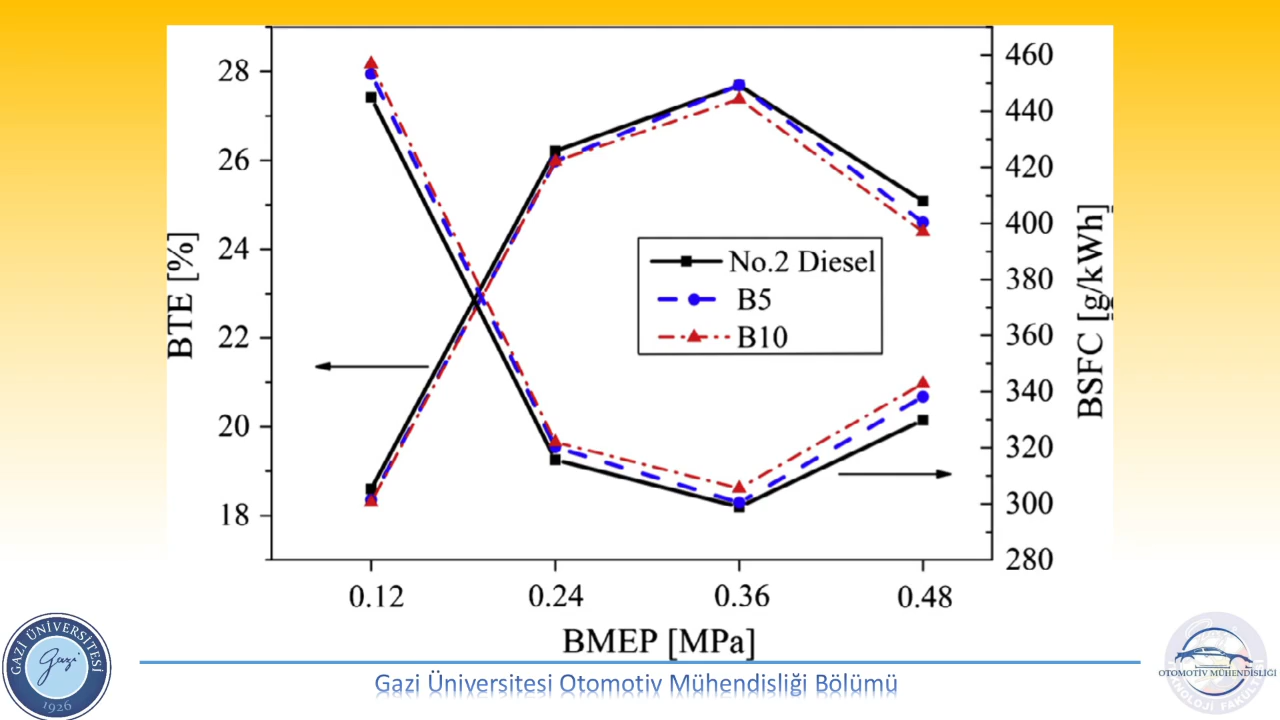 28
26
24
22
20
18
BTE [%]
460
440
420
400
380
360
340
320
300
280
BSFC [g/kWh]
No.2 Diesel
B5
B10
0.12
0.24
0.36
0.48
BMEP [MPa]
GAZİ ÜNİVERSİTESİ
Gazi
1926
Gazi Üniversitesi Otomotiv Mühendisliği Bölümü
OTOMOTİV MÜHENDİSLİĞİ